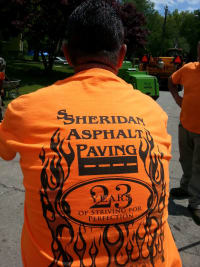 SHERIDAN
ASPHALT
PAVING
23
YEARS
OF STRIVING FOR
PERFECTION